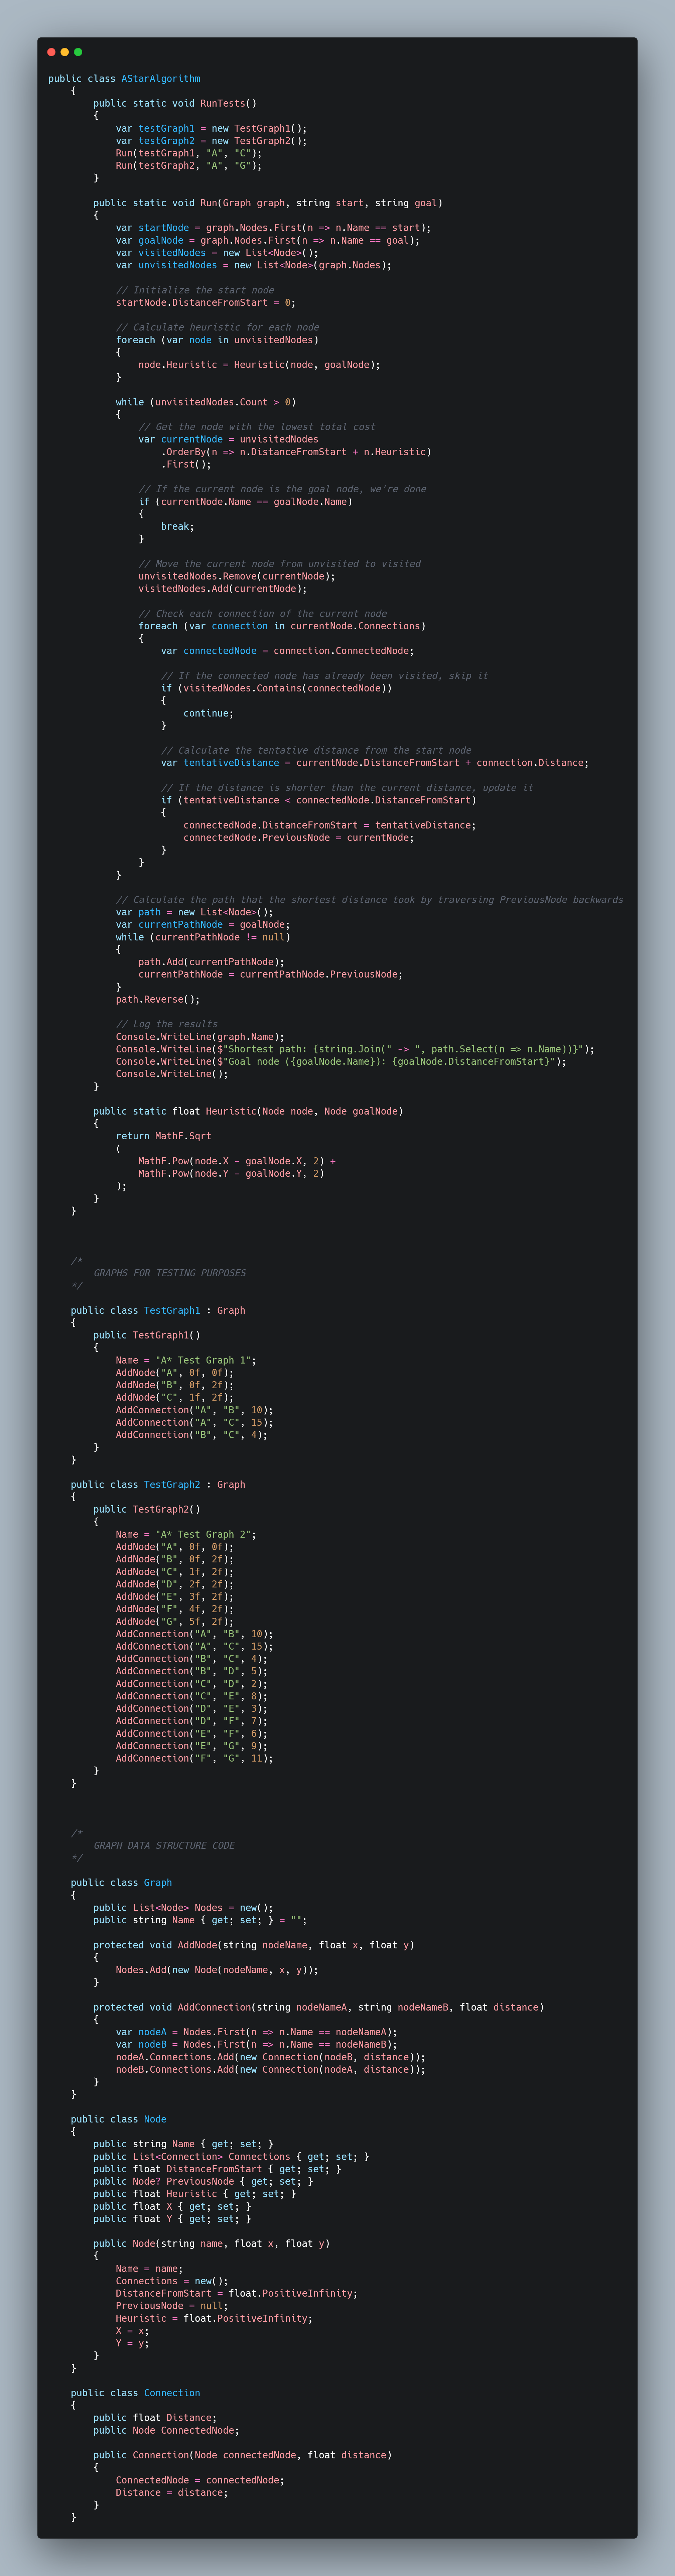 public class AStarAlgorithm
    {
        public static void RunTests()
        {
            var testGraph1 = new TestGraph1();
            var testGraph2 = new TestGraph2();
            Run(testGraph1, "A", "C");
            Run(testGraph2, "A", "G");
        }

        public static void Run(Graph graph, string start, string goal)
        {
            var startNode = graph.Nodes.First(n => n.Name == start);
            var goalNode = graph.Nodes.First(n => n.Name == goal);
            var visitedNodes = new List<Node>();
            var unvisitedNodes = new List<Node>(graph.Nodes);

            // Initialize the start node
            startNode.DistanceFromStart = 0;

            // Calculate heuristic for each node
            foreach (var node in unvisitedNodes)
            {
                node.Heuristic = Heuristic(node, goalNode);
            }

            while (unvisitedNodes.Count > 0)
            {
                // Get the node with the lowest total cost
                var currentNode = unvisitedNodes
                    .OrderBy(n => n.DistanceFromStart + n.Heuristic)
                    .First();

                // If the current node is the goal node, we're done
                if (currentNode.Name == goalNode.Name)
                {
                    break;
                }

                // Move the current node from unvisited to visited
                unvisitedNodes.Remove(currentNode);
                visitedNodes.Add(currentNode);

                // Check each connection of the current node
                foreach (var connection in currentNode.Connections)
                {
                    var connectedNode = connection.ConnectedNode;

                    // If the connected node has already been visited, skip it
                    if (visitedNodes.Contains(connectedNode))
                    {
                        continue;
                    }

                    // Calculate the tentative distance from the start node
                    var tentativeDistance = currentNode.DistanceFromStart + connection.Distance;

                    // If the distance is shorter than the current distance, update it
                    if (tentativeDistance < connectedNode.DistanceFromStart)
                    {
                        connectedNode.DistanceFromStart = tentativeDistance;
                        connectedNode.PreviousNode = currentNode;
                    }
                }
            }

            // Calculate the path that the shortest distance took by traversing PreviousNode backwards
            var path = new List<Node>();
            var currentPathNode = goalNode;
            while (currentPathNode != null)
            {
                path.Add(currentPathNode);
                currentPathNode = currentPathNode.PreviousNode;
            }
            path.Reverse();

            // Log the results
            Console.WriteLine(graph.Name);
            Console.WriteLine($"Shortest path: {string.Join(" -> ", path.Select(n => n.Name))}");
            Console.WriteLine($"Goal node ({goalNode.Name}): {goalNode.DistanceFromStart}");
            Console.WriteLine();
        }

        public static float Heuristic(Node node, Node goalNode)
        {
            return MathF.Sqrt
            (
                MathF.Pow(node.X - goalNode.X, 2) +
                MathF.Pow(node.Y - goalNode.Y, 2)
            );
        }
    }

    /*
        GRAPHS FOR TESTING PURPOSES
    */

    public class TestGraph1 : Graph
    {
        public TestGraph1()
        {
            Name = "A* Test Graph 1";
            AddNode("A", 0f, 0f);
            AddNode("B", 0f, 2f);
            AddNode("C", 1f, 2f);
            AddConnection("A", "B", 10);
            AddConnection("A", "C", 15);
            AddConnection("B", "C", 4);
        }
    }

    public class TestGraph2 : Graph
    {
        public TestGraph2()
        {
            Name = "A* Test Graph 2";
            AddNode("A", 0f, 0f);
            AddNode("B", 0f, 2f);
            AddNode("C", 1f, 2f);
            AddNode("D", 2f, 2f);
            AddNode("E", 3f, 2f);
            AddNode("F", 4f, 2f);
            AddNode("G", 5f, 2f);
            AddConnection("A", "B", 10);
            AddConnection("A", "C", 15);
            AddConnection("B", "C", 4);
            AddConnection("B", "D", 5);
            AddConnection("C", "D", 2);
            AddConnection("C", "E", 8);
            AddConnection("D", "E", 3);
            AddConnection("D", "F", 7);
            AddConnection("E", "F", 6);
            AddConnection("E", "G", 9);
            AddConnection("F", "G", 11);
        }
    }

    /*
        GRAPH DATA STRUCTURE CODE
    */

    public class Graph
    {
        public List<Node> Nodes = new();
        public string Name { get; set; } = "";

        protected void AddNode(string nodeName, float x, float y)
        {
            Nodes.Add(new Node(nodeName, x, y));
        }

        protected void AddConnection(string nodeNameA, string nodeNameB, float distance)
        {
            var nodeA = Nodes.First(n => n.Name == nodeNameA);
            var nodeB = Nodes.First(n => n.Name == nodeNameB);
            nodeA.Connections.Add(new Connection(nodeB, distance));
            nodeB.Connections.Add(new Connection(nodeA, distance));
        }
    }

    public class Node
    {
        public string Name { get; set; }
        public List<Connection> Connections { get; set; }
        public float DistanceFromStart { get; set; }
        public Node? PreviousNode { get; set; }
        public float Heuristic { get; set; }
        public float X { get; set; }
        public float Y { get; set; }

        public Node(string name, float x, float y)
        {
            Name = name;
            Connections = new();
            DistanceFromStart = float.PositiveInfinity;
            PreviousNode = null;
            Heuristic = float.PositiveInfinity;
            X = x;
            Y = y;
        }
    }

    public class Connection
    {
        public float Distance;
        public Node ConnectedNode;

        public Connection(Node connectedNode, float distance)
        {
            ConnectedNode = connectedNode;
            Distance = distance;
        }
    }